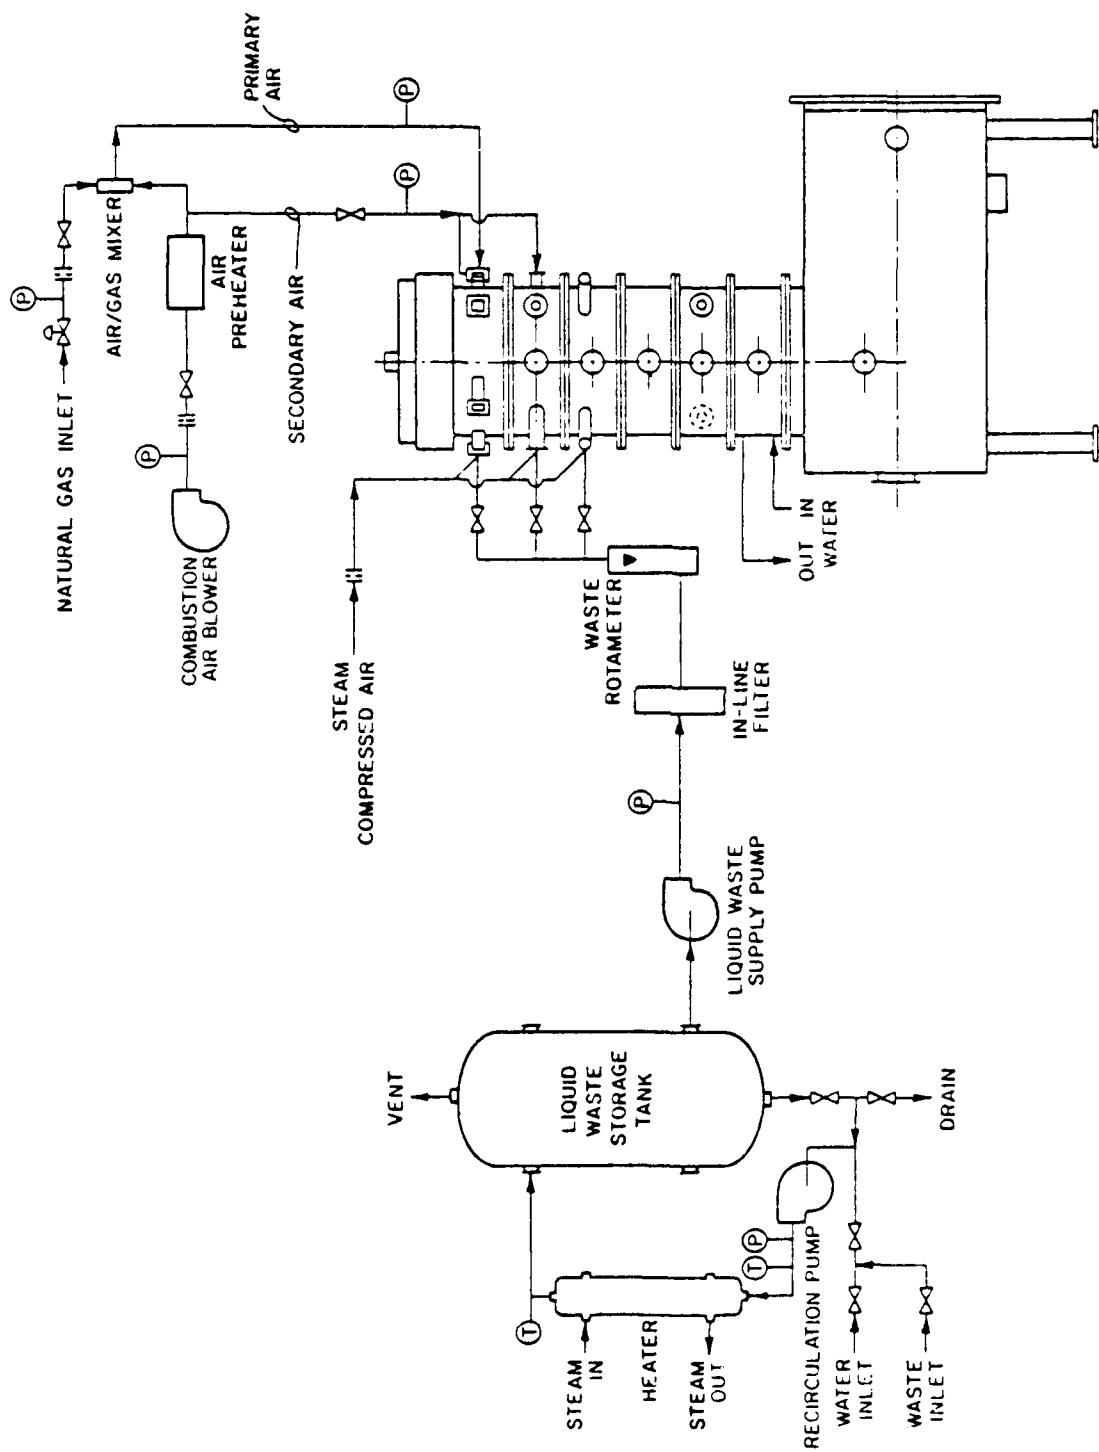 NATURAL GAS INLET
P
AIR/GAS MIXER
PRIMARY
AIR
P
P
COMBUSTION
AIR BLOWER
P
AIR
PREHEATER
SECONDARY AIR
STEAM
COMPRESSED AIR
WASTE
ROTAMETER
OUT IN
WATER
IN-LINE
FILTER
P
LIQUID WASTE
SUPPLY PUMP
VENT
LIQUID
WASTE
STORAGE
TANK
DRAIN
T
STEAM
IN
HEATER
STEAM
OUT
T
P
RECIRCULATION PUMP
WATER
INLET
WASTE
INLET